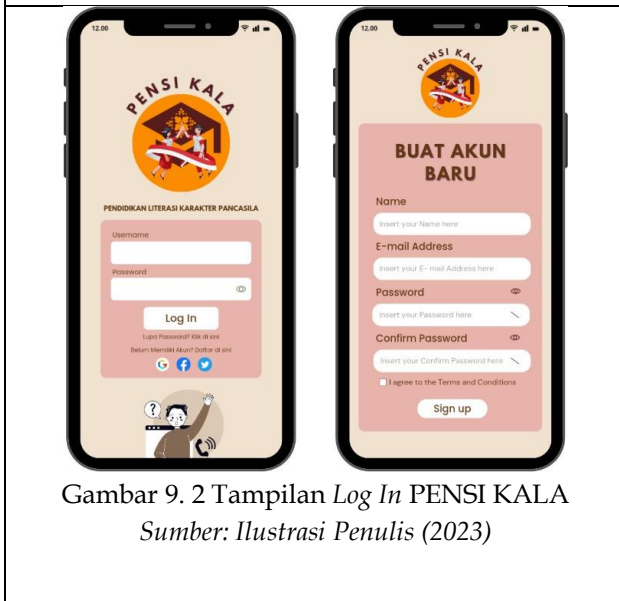 12.00
PENSI KALA
PENDIDIKAN LITERASI KARAKTER PANCASILA
Username
Password
Log In
Lupa Password? Klik di sini
Belum Memiliki Akun? Daftar di sini
G f
?
12.00
PENSI KALA
BUAT AKUN
BARU
Name
Insert your Name here
E-mail Address
Insert your E- mail Address here
Password
Insert your Password here
Confirm Password
Insert your Confirm Password here
I agree to the Terms and Conditions
Sign up
Gambar 9. 2 Tampilan Log In PENSI KALA
Sumber: Ilustrasi Penulis (2023)